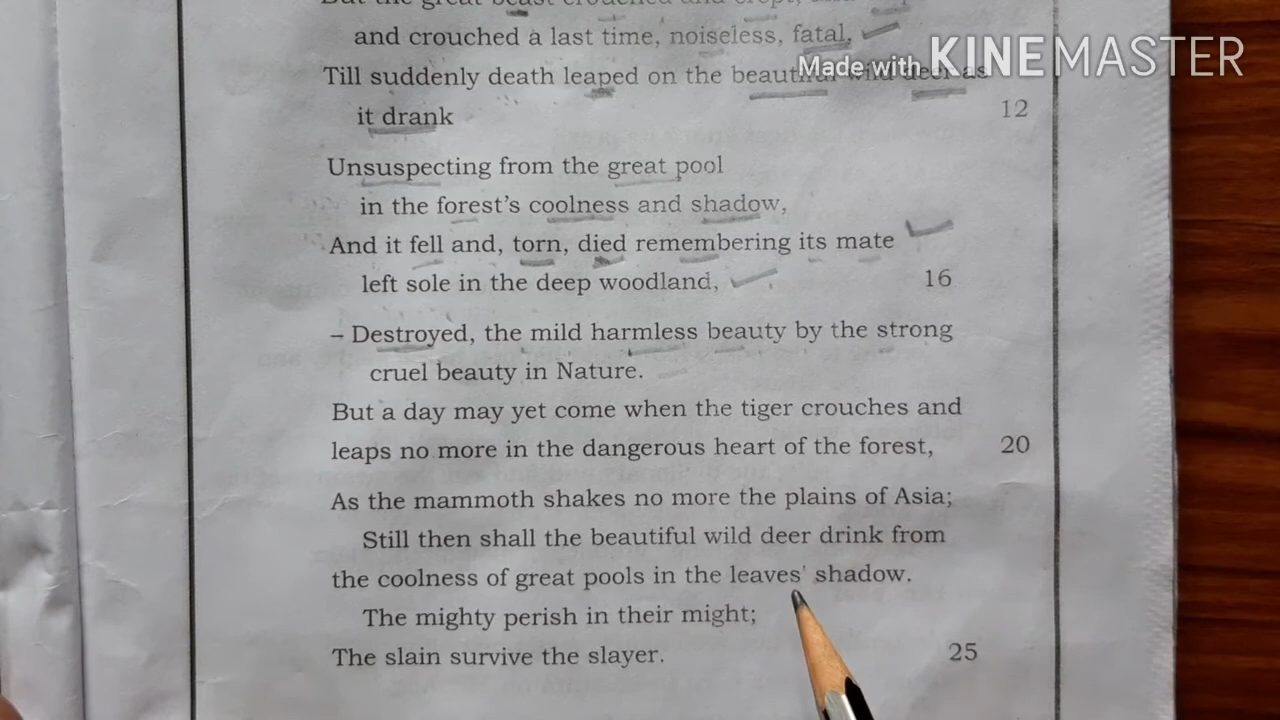 and crouched a last time, noiseless, fatal,
Made with KINEMASTER
Till suddenly death leaped on the beautiful wild deer as
it drank
12
Unsuspecting from the great pool
in the forest's coolness and shadow,
And it fell and, torn, died remembering its mate
left sole in the deep woodland,
16
– Destroyed, the mild harmless beauty by the strong
cruel beauty in Nature.
But a day may yet come when the tiger crouches and
leaps no more in the dangerous heart of the forest,
20
As the mammoth shakes no more the plains of Asia;
Still then shall the beautiful wild deer drink from
the coolness of great pools in the leaves' shadow.
The mighty perish in their might;
The slain survive the slayer.
25